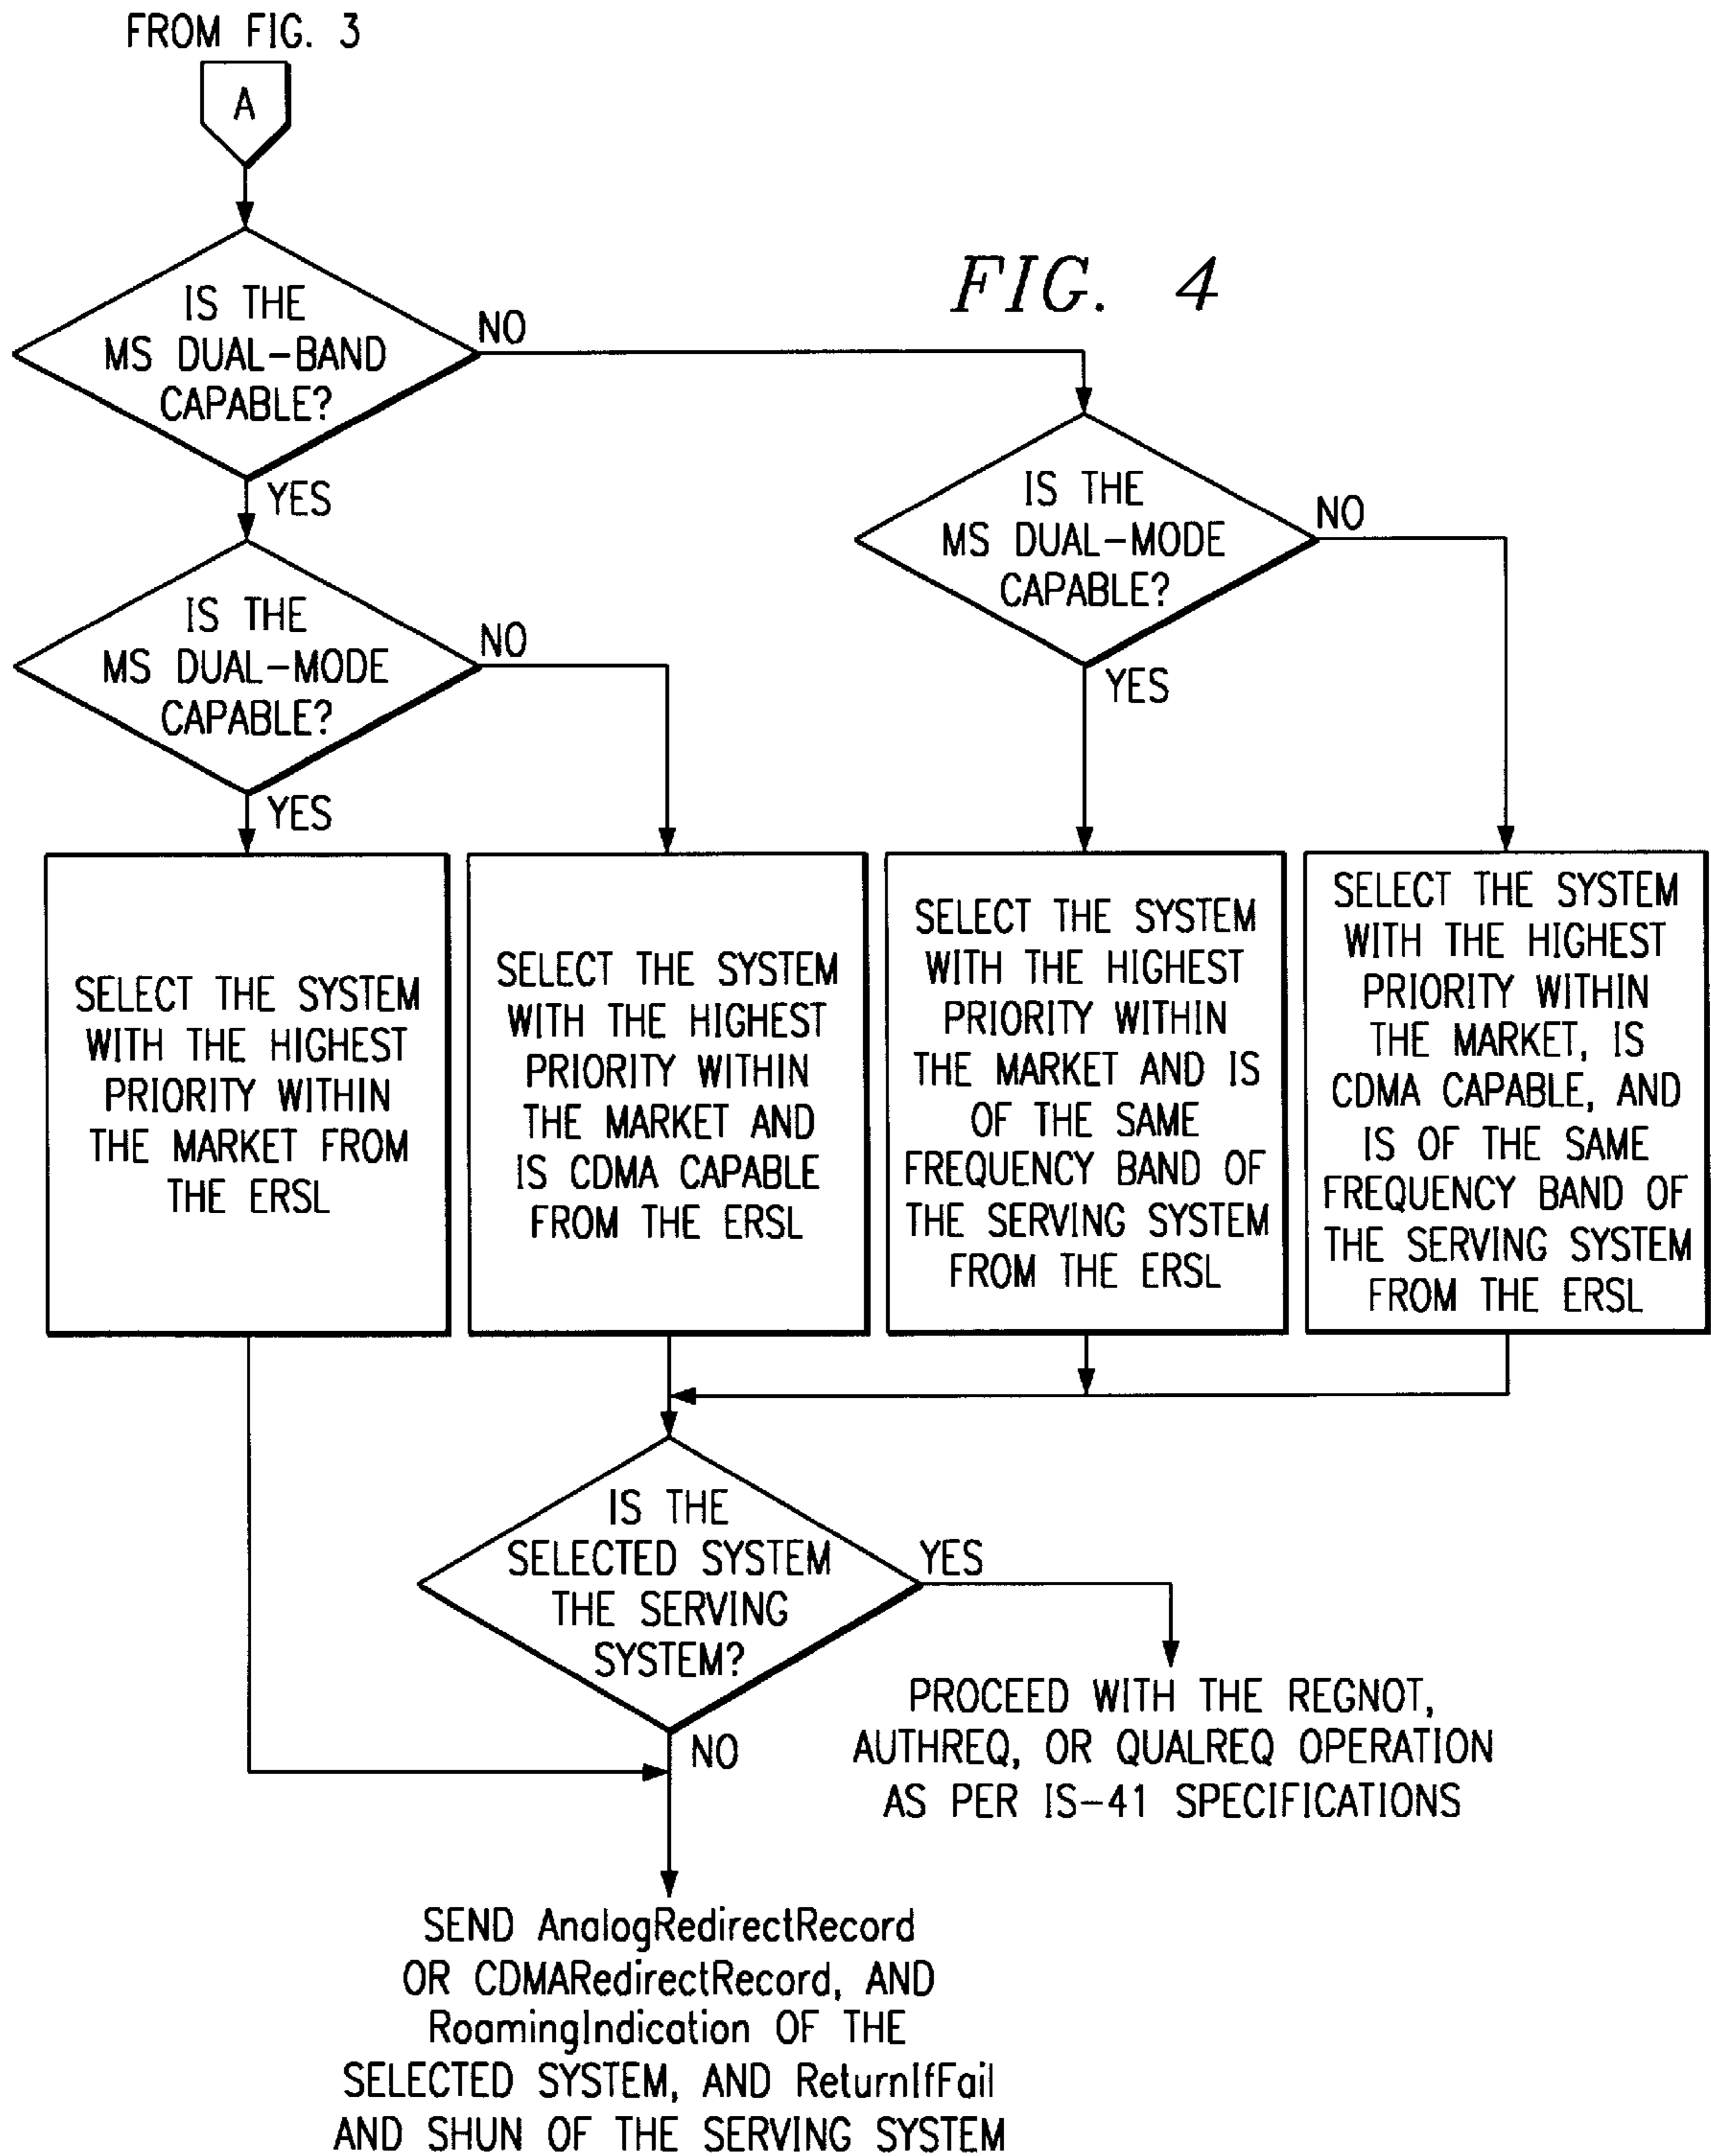 FROM FIG. 3
A
FIG. 4
IS THE
MS DUAL-BAND
CAPABLE?
NO
YES
IS THE
MS DUAL-MODE
CAPABLE?
NO
YES
IS THE
MS DUAL-MODE
CAPABLE?
NO
YES
SELECT THE SYSTEM
WITH THE HIGHEST
PRIORITY WITHIN
THE MARKET FROM
THE ERSL
SELECT THE SYSTEM
WITH THE HIGHEST
PRIORITY WITHIN
THE MARKET AND
IS CDMA CAPABLE
FROM THE ERSL
SELECT THE SYSTEM
WITH THE HIGHEST
PRIORITY WITHIN
THE MARKET AND IS
OF THE SAME
FREQUENCY BAND OF
THE SERVING SYSTEM
FROM THE ERSL
SELECT THE SYSTEM
WITH THE HIGHEST
PRIORITY WITHIN
THE MARKET, IS
CDMA CAPABLE, AND
IS OF THE SAME
FREQUENCY BAND OF
THE SERVING SYSTEM
FROM THE ERSL
IS THE
SELECTED SYSTEM
THE SERVING
SYSTEM?
YES
NO
PROCEED WITH THE REGNOT,
AUTHREQ, OR QUALREQ OPERATION
AS PER IS-41 SPECIFICATIONS
SEND AnalogRedirectRecord
OR CDMARedirectRecord, AND
RoamingIndication OF THE
SELECTED SYSTEM, AND ReturnIfFail
AND SHUN OF THE SERVING SYSTEM